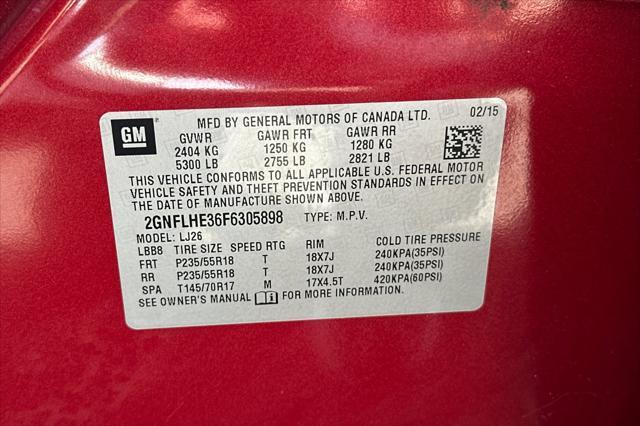 MFD BY GENERAL MOTORS OF CANADA LTD. 02/15
GM
GVWR GAWR FRT GAWR RR
2404 KG 1250 KG 1280 KG
5300 LB 2755 LB 2821 LB
THIS VEHICLE CONFORMS TO ALL APPLICABLE U.S. FEDERAL MOTOR
VEHICLE SAFETY AND THEFT PREVENTION STANDARDS IN EFFECT ON
THE DATE OF MANUFACTURE SHOWN ABOVE.
2GNFLHE36F6305898 TYPE: M.P.V.
MODEL: LJ26
LBB8 TIRE SIZE SPEED RTG RIM COLD TIRE PRESSURE
FRT P235/55R18 T 18X7J 240KPA(35PSI)
RR P235/55R18 T 18X7J 240KPA(35PSI)
SPA T145/70R17 M 17X4.5T 420KPA(60PSI)
SEE OWNER'S MANUAL FOR MORE INFORMATION.